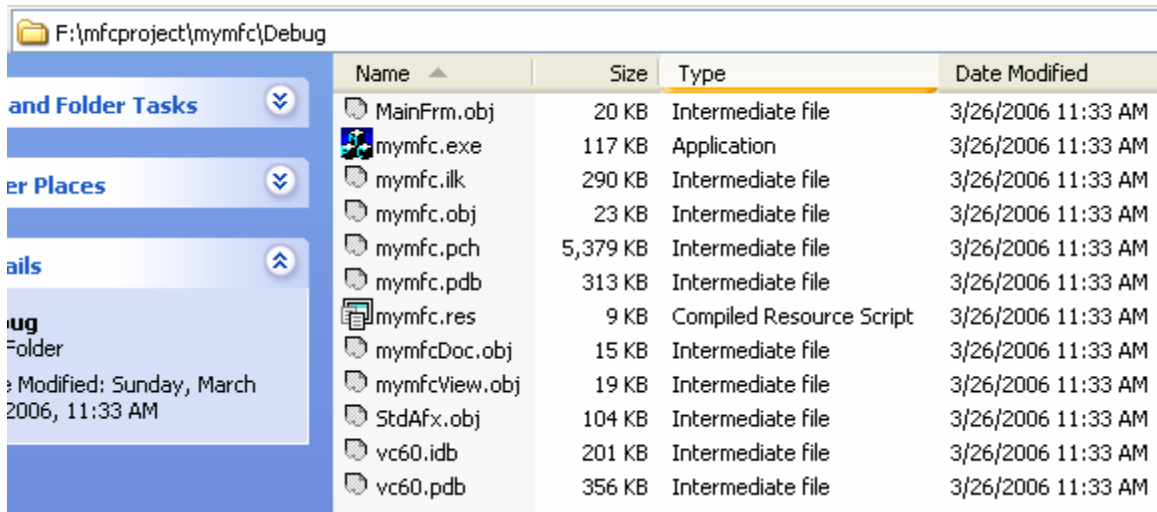 F:\mfcproject\mymfc\Debug
Name Size Type Date Modified
and Folder Tasks
er Places
ails
ug
Folder
Modified: Sunday, March
2006, 11:33 AM
MainFrm.obj 20 KB Intermediate file 3/26/2006 11:33 AM
mymfc.exe 117 KB Application 3/26/2006 11:33 AM
mymfc.ilk 290 KB Intermediate file 3/26/2006 11:33 AM
mymfc.obj 23 KB Intermediate file 3/26/2006 11:33 AM
mymfc.pch 5,379 KB Intermediate file 3/26/2006 11:33 AM
mymfc.pdb 313 KB Intermediate file 3/26/2006 11:33 AM
mymfc.res 9 KB Compiled Resource Script 3/26/2006 11:33 AM
mymfcDoc.obj 15 KB Intermediate file 3/26/2006 11:33 AM
mymfcView.obj 19 KB Intermediate file 3/26/2006 11:33 AM
StdAfx.obj 104 KB Intermediate file 3/26/2006 11:33 AM
vc60.idb 201 KB Intermediate file 3/26/2006 11:33 AM
vc60.pdb 356 KB Intermediate file 3/26/2006 11:33 AM